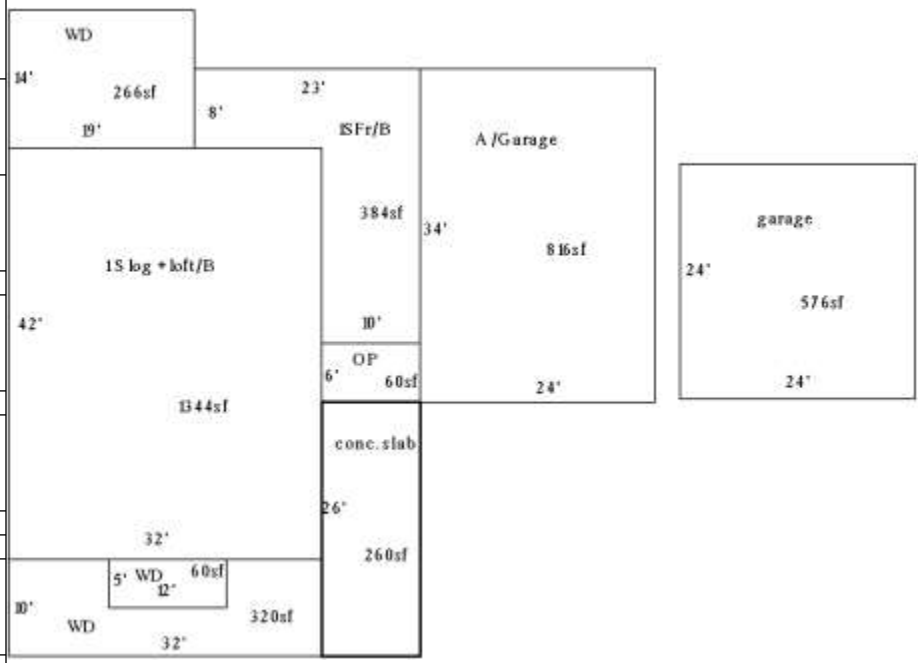 WD
14'
266sf
19'
23'
8'
1SFr/B
384sf
10'
A/Garage
34'
816sf
24'
garage
24'
576sf
24'
1S log + loft/B
42'
1344sf
32'
OP
6'
60sf
conc. slab
26'
260sf
5' WD 60sf
12'
10'
WD
320sf
32'